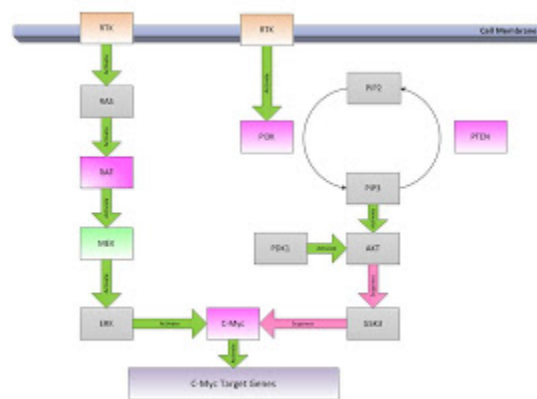 Cell Membrane
RTK
RTK
Activate
Activate
RAS
PIP2
Activate
PI3K
PTEN
RAF
Activate
PIP3
Activate
MEK
PDK1
Activate
AKT
Activate
Suppress
ERK
Activate
C-Myc
Suppress
GSK3
Activate
C-Myc Target Genes